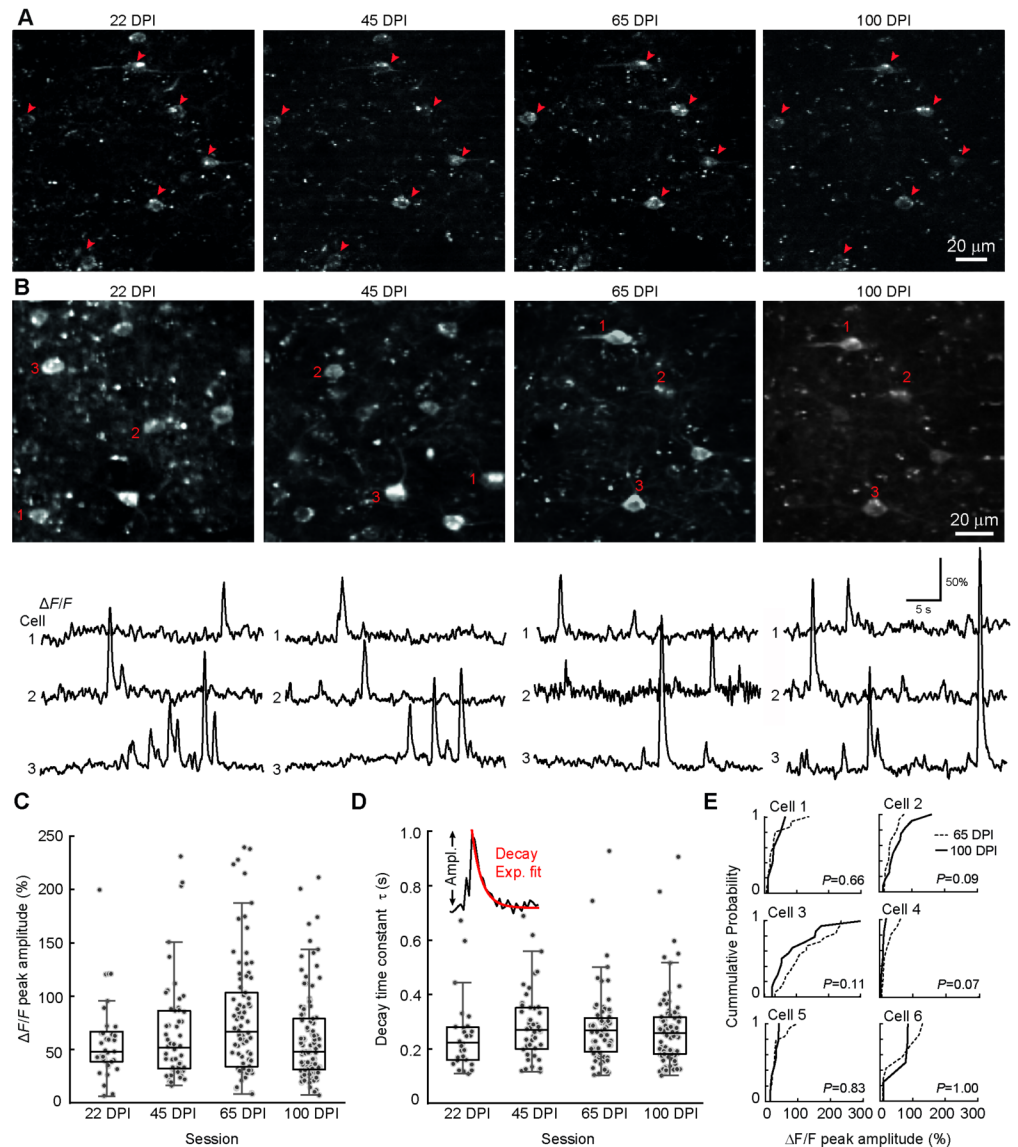 A
22 DPI 45 DPI 65 DPI 100 DPI
20 µm
B
22 DPI 45 DPI 65 DPI 100 DPI
3 2 1
2 3 1
1 2 3
1 2 3
20 µm
ΔF/F
Cell
50%
5 s
1 1 1 1
2 2 2 2
3 3 3 3
C
ΔF/F peak amplitude (%)
250
200
150
100
50
0
22 DPI 45 DPI 65 DPI 100 DPI
Session
D
Decay time constant τ (s)
1.0
0.8
0.6
0.4
0.2
0
Ampl.
Decay
Exp. fit
22 DPI 45 DPI 65 DPI 100 DPI
Session
E
Cummulative Probability
Cell 1 Cell 2
1
65 DPI
100 DPI
0
P=0.66 P=0.09
Cell 3 Cell 4
1
0
P=0.11 P=0.07
Cell 5 Cell 6
1
0
P=0.83 P=1.00
0 100 200 300 0 100 200 300
ΔF/F peak amplitude (%)